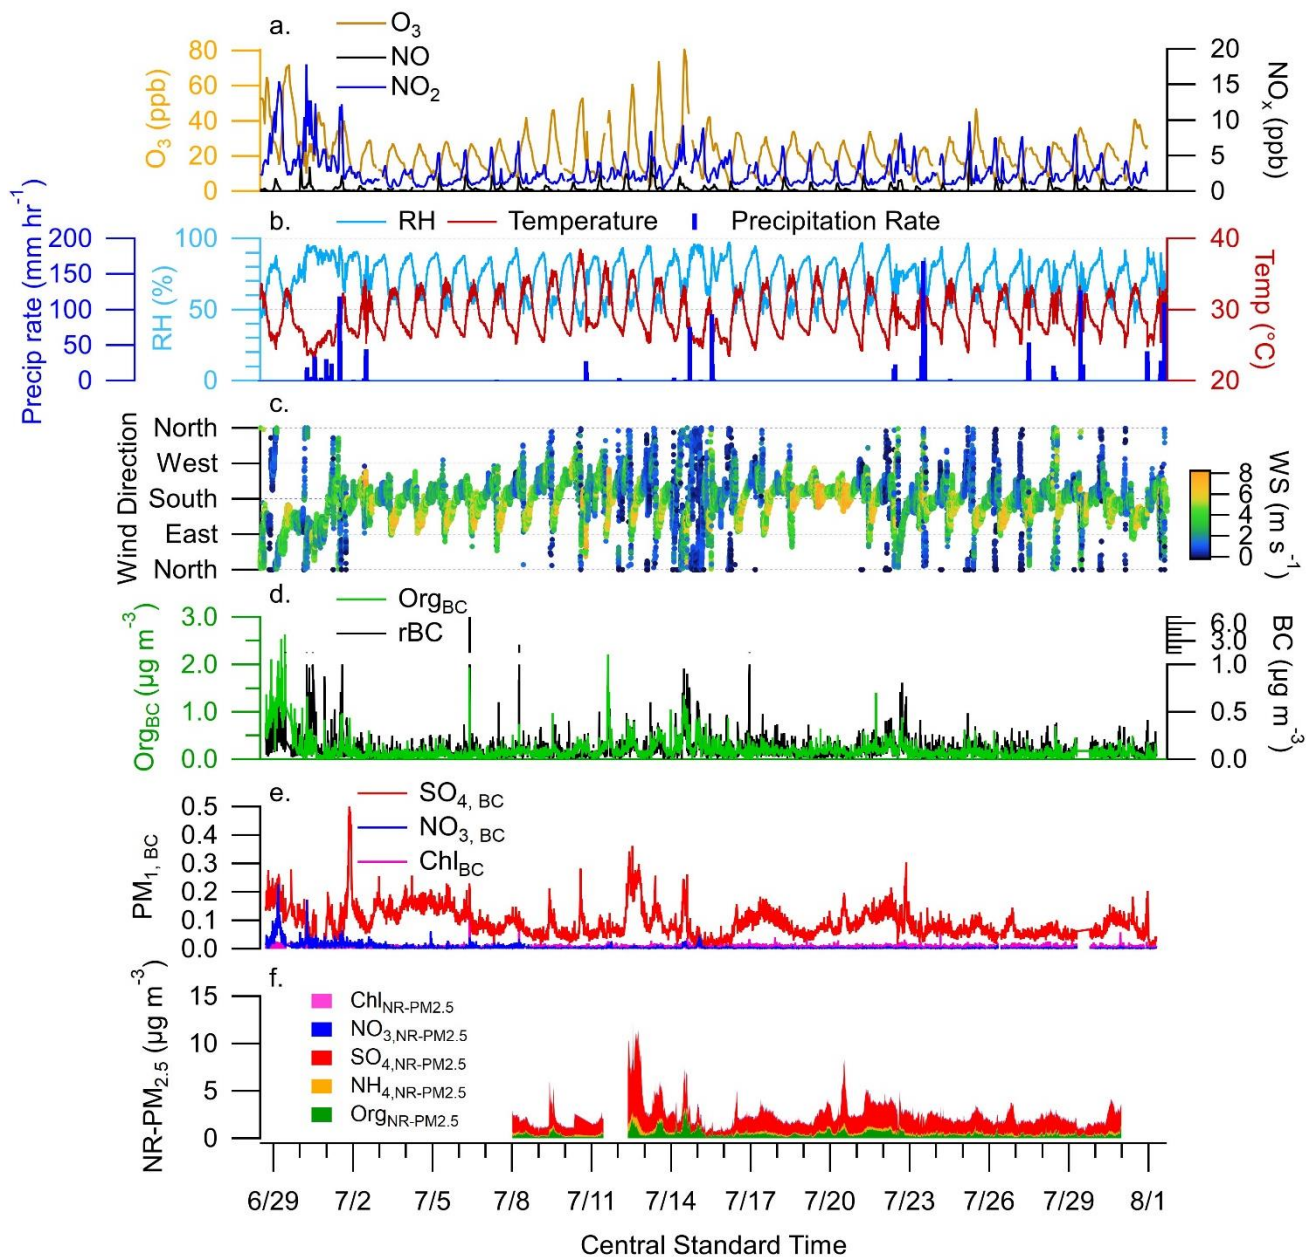 a.
O3
NO
NO2
O3 (ppb)
80
60
40
20
0
NOx (ppb)
20
15
10
5
0
b.
RH
Temperature
Precipitation Rate
Precip rate (mm hr-1)
200
150
100
50
0
RH (%)
100
50
0
Temp (°C)
40
30
20
c.
Wind Direction
North
West
South
East
North
WS (m s-1)
8
6
4
2
0
d.
OrgBC
rBC
OrgBC (µg m-3)
3.0
2.0
1.0
0.0
BC (µg m-3)
6.0
3.0
1.0
0.5
0.0
e.
SO4, BC
NO3, BC
ChlBC
PM1, BC
0.5
0.4
0.3
0.2
0.1
0.0
f.
ChlNR-PM2.5
NO3,NR-PM2.5
SO4,NR-PM2.5
NH4,NR-PM2.5
OrgNR-PM2.5
NR-PM2.5 (µg m-3)
15
10
5
0
6/29 7/2 7/5 7/8 7/11 7/14 7/17 7/20 7/23 7/26 7/29 8/1
Central Standard Time